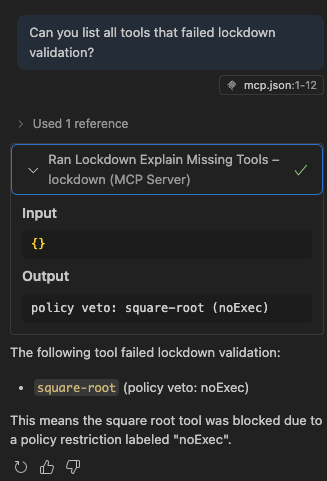 Can you list all tools that failed lockdown
validation?
mcp.json:1-12
Used 1 reference
Ran Lockdown Explain Missing Tools –
lockdown (MCP Server)
Input
{}
Output
policy veto: square-root (noExec)
The following tool failed lockdown validation:
• square-root (policy veto: noExec)
This means the square root tool was blocked due to
a policy restriction labeled "noExec".